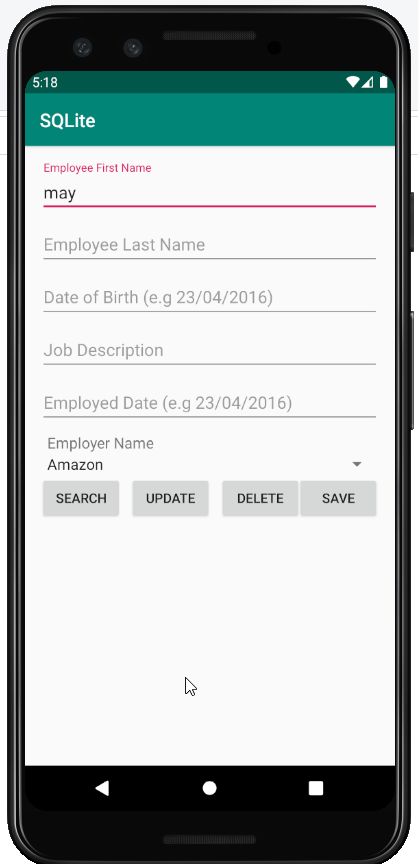 5:18
SQLite
Employee First Name
may
Employee Last Name
Date of Birth (e.g 23/04/2016)
Job Description
Employed Date (e.g 23/04/2016)
Employer Name
Amazon
SEARCH UPDATE DELETE SAVE